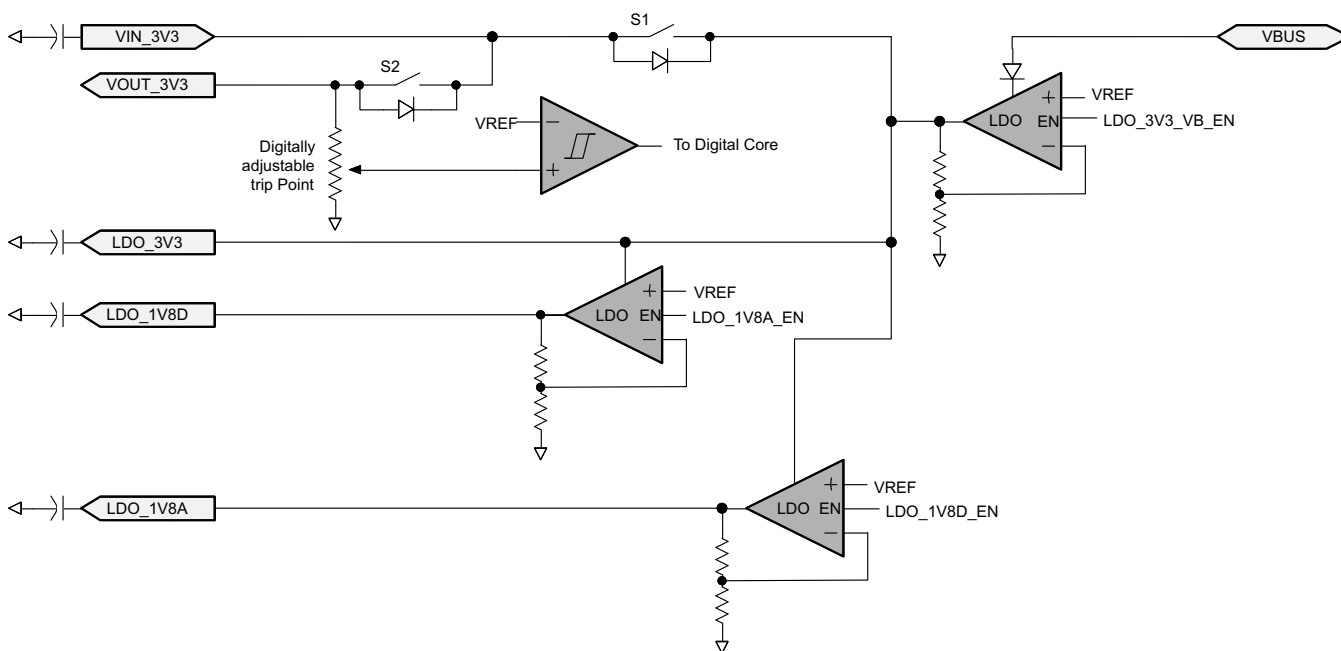 S1
VIN_3V3
VBUS
S2
VOUT_3V3
VREF
+
VREF
LDO
EN
LDO_3V3_VB_EN
−
−
+
To Digital Core
Digitally
adjustable
trip Point
LDO_3V3
+
VREF
LDO_1V8D
LDO
EN
LDO_1V8A_EN
−
+
VREF
LDO_1V8A
LDO
EN
LDO_1V8D_EN
−